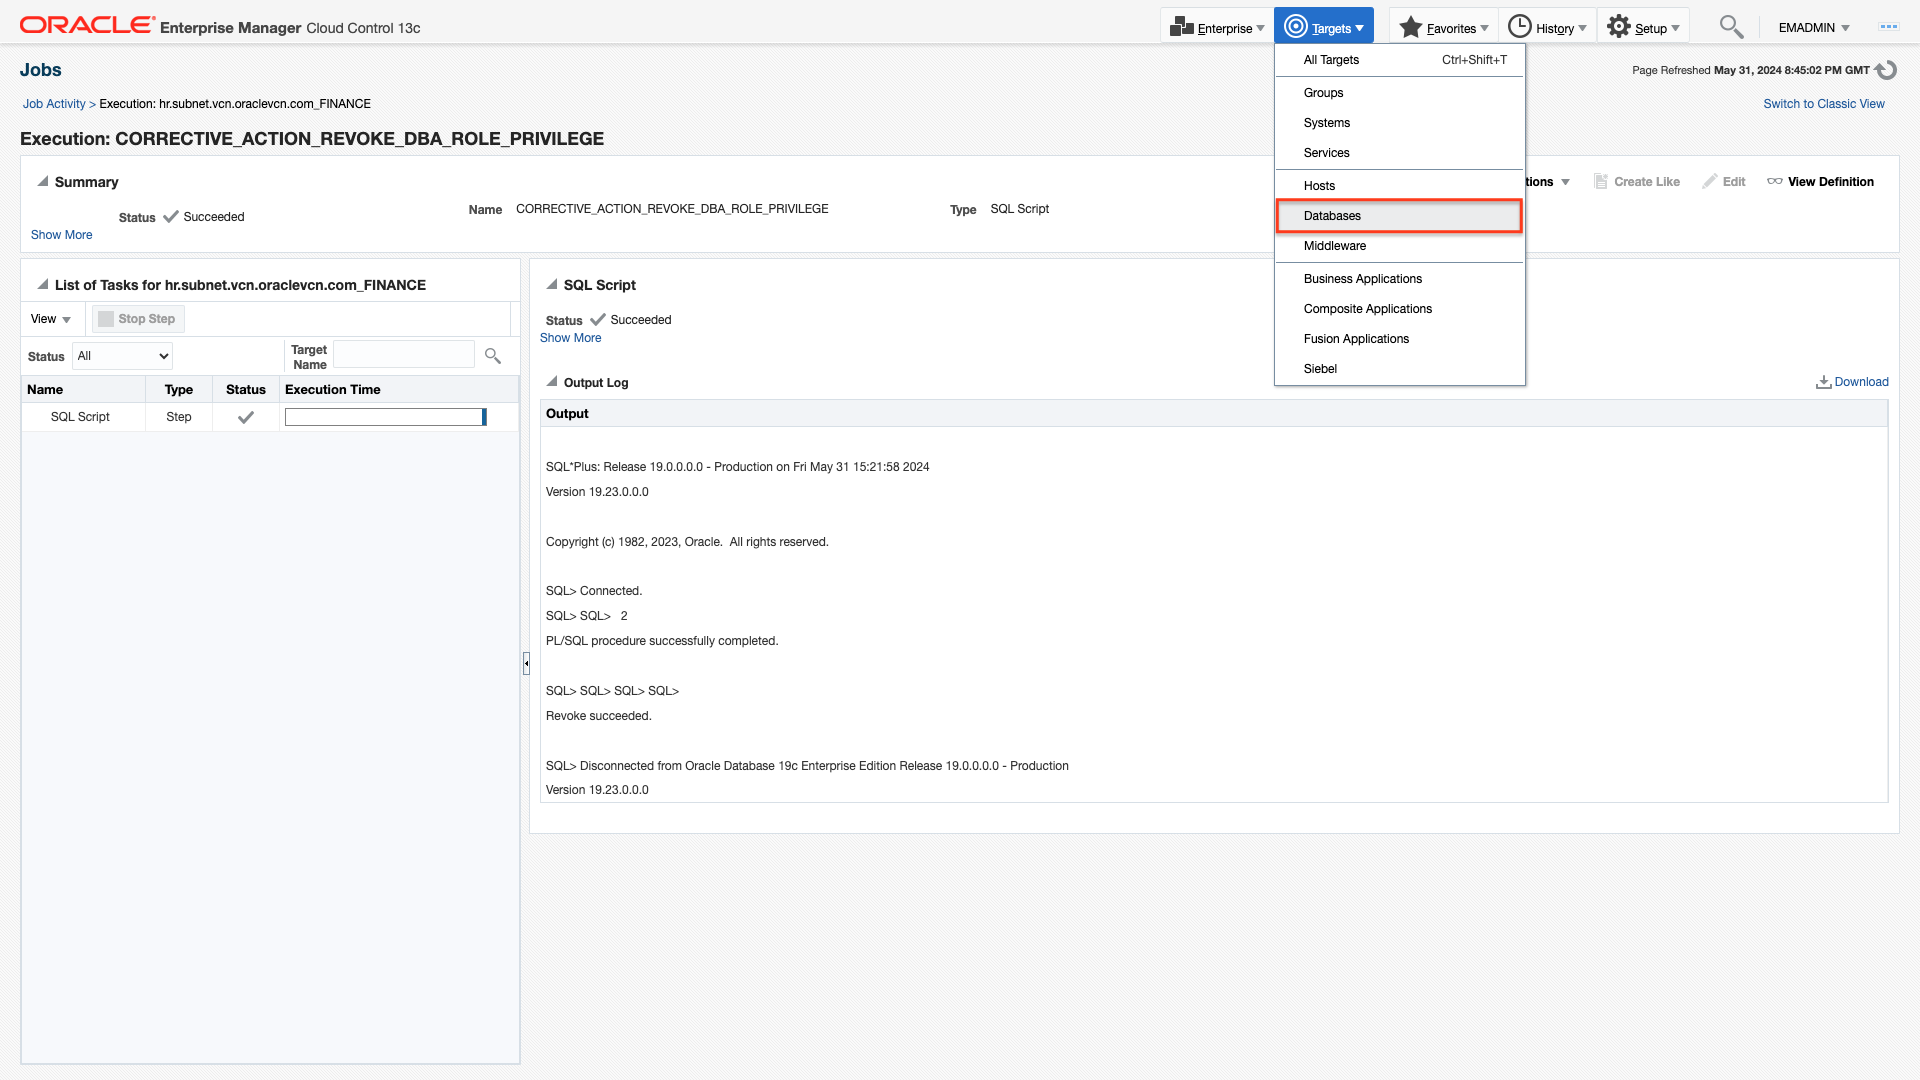 ORACLE Enterprise Manager Cloud Control 13c
Enterprise Targets Favorites History Setup EMADMIN
Jobs
Page Refreshed May 31, 2024 8:45:02 PM GMT
Job Activity > Execution: hr.subnet.vcn.oraclevcn.com_FINANCE
Switch to Classic View
Execution: CORRECTIVE_ACTION_REVOKE_DBA_ROLE_PRIVILEGE
All Targets Ctrl+Shift+T
Groups
Systems
Services
Hosts
Databases
Middleware
Business Applications
Composite Applications
Fusion Applications
Siebel
Summary
tions Create Like Edit View Definition
Status Succeeded
Name CORRECTIVE_ACTION_REVOKE_DBA_ROLE_PRIVILEGE
Type SQL Script
Show More
List of Tasks for hr.subnet.vcn.oraclevcn.com_FINANCE
View Stop Step
Status All Target Name
Name Type Status Execution Time
SQL Script Step
SQL Script
Status Succeeded
Show More
Output Log
Download
Output
SQL*Plus: Release 19.0.0.0.0 - Production on Fri May 31 15:21:58 2024
Version 19.23.0.0.0
Copyright (c) 1982, 2023, Oracle. All rights reserved.
SQL> Connected.
SQL> SQL> 2
PL/SQL procedure successfully completed.
SQL> SQL> SQL> SQL>
Revoke succeeded.
SQL> Disconnected from Oracle Database 19c Enterprise Edition Release 19.0.0.0.0 - Production
Version 19.23.0.0.0